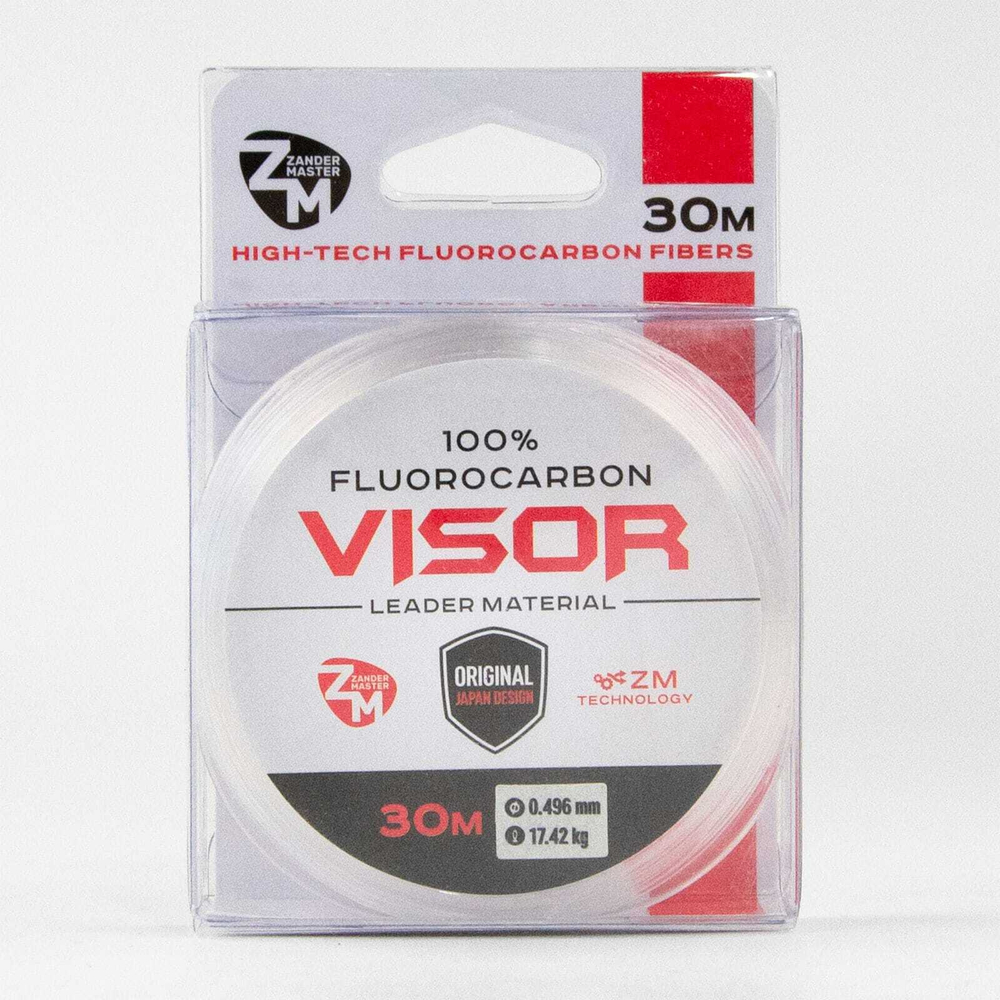 ZM ZANDER MASTER
30M
HIGH-TECH FLUOROCARBON FIBERS
100%
FLUOROCARBON
VISOR
LEADER MATERIAL
ZM ZANDER MASTER
ORIGINAL
JAPAN DESIGN
ZM
TECHNOLOGY
30M
0.496 mm
17.42 kg